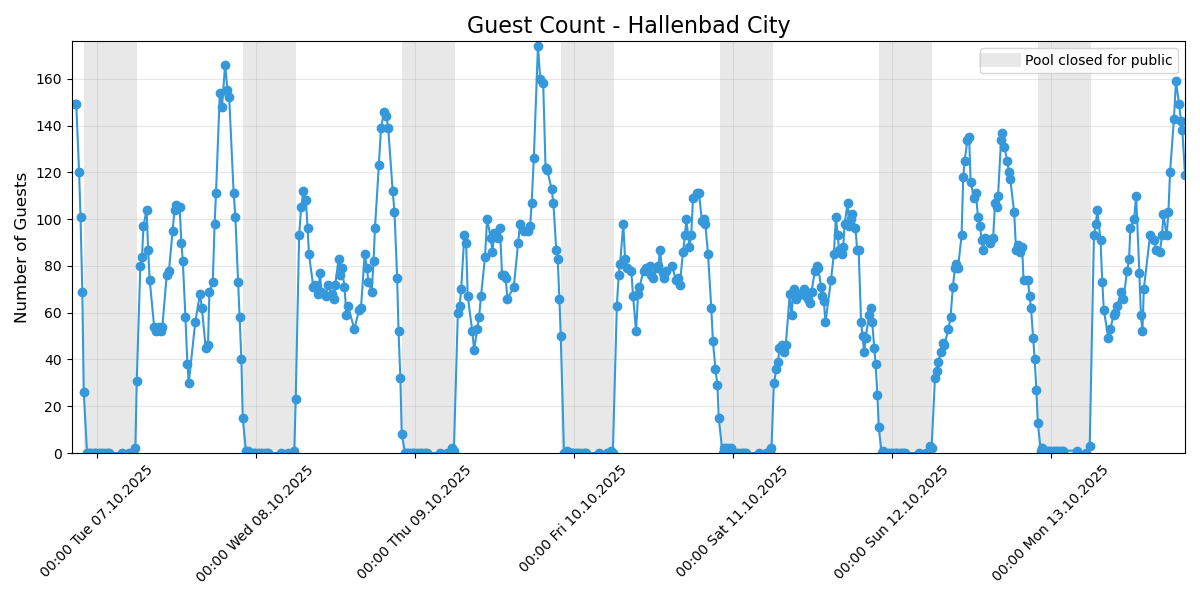 Guest Count - Hallenbad City
Pool closed for public
Number of Guests
160
140
120
100
80
60
40
20
0
00:00 Tue 07.10.2025
00:00 Wed 08.10.2025
00:00 Thu 09.10.2025
00:00 Fri 10.10.2025
00:00 Sat 11.10.2025
00:00 Sun 12.10.2025
00:00 Mon 13.10.2025